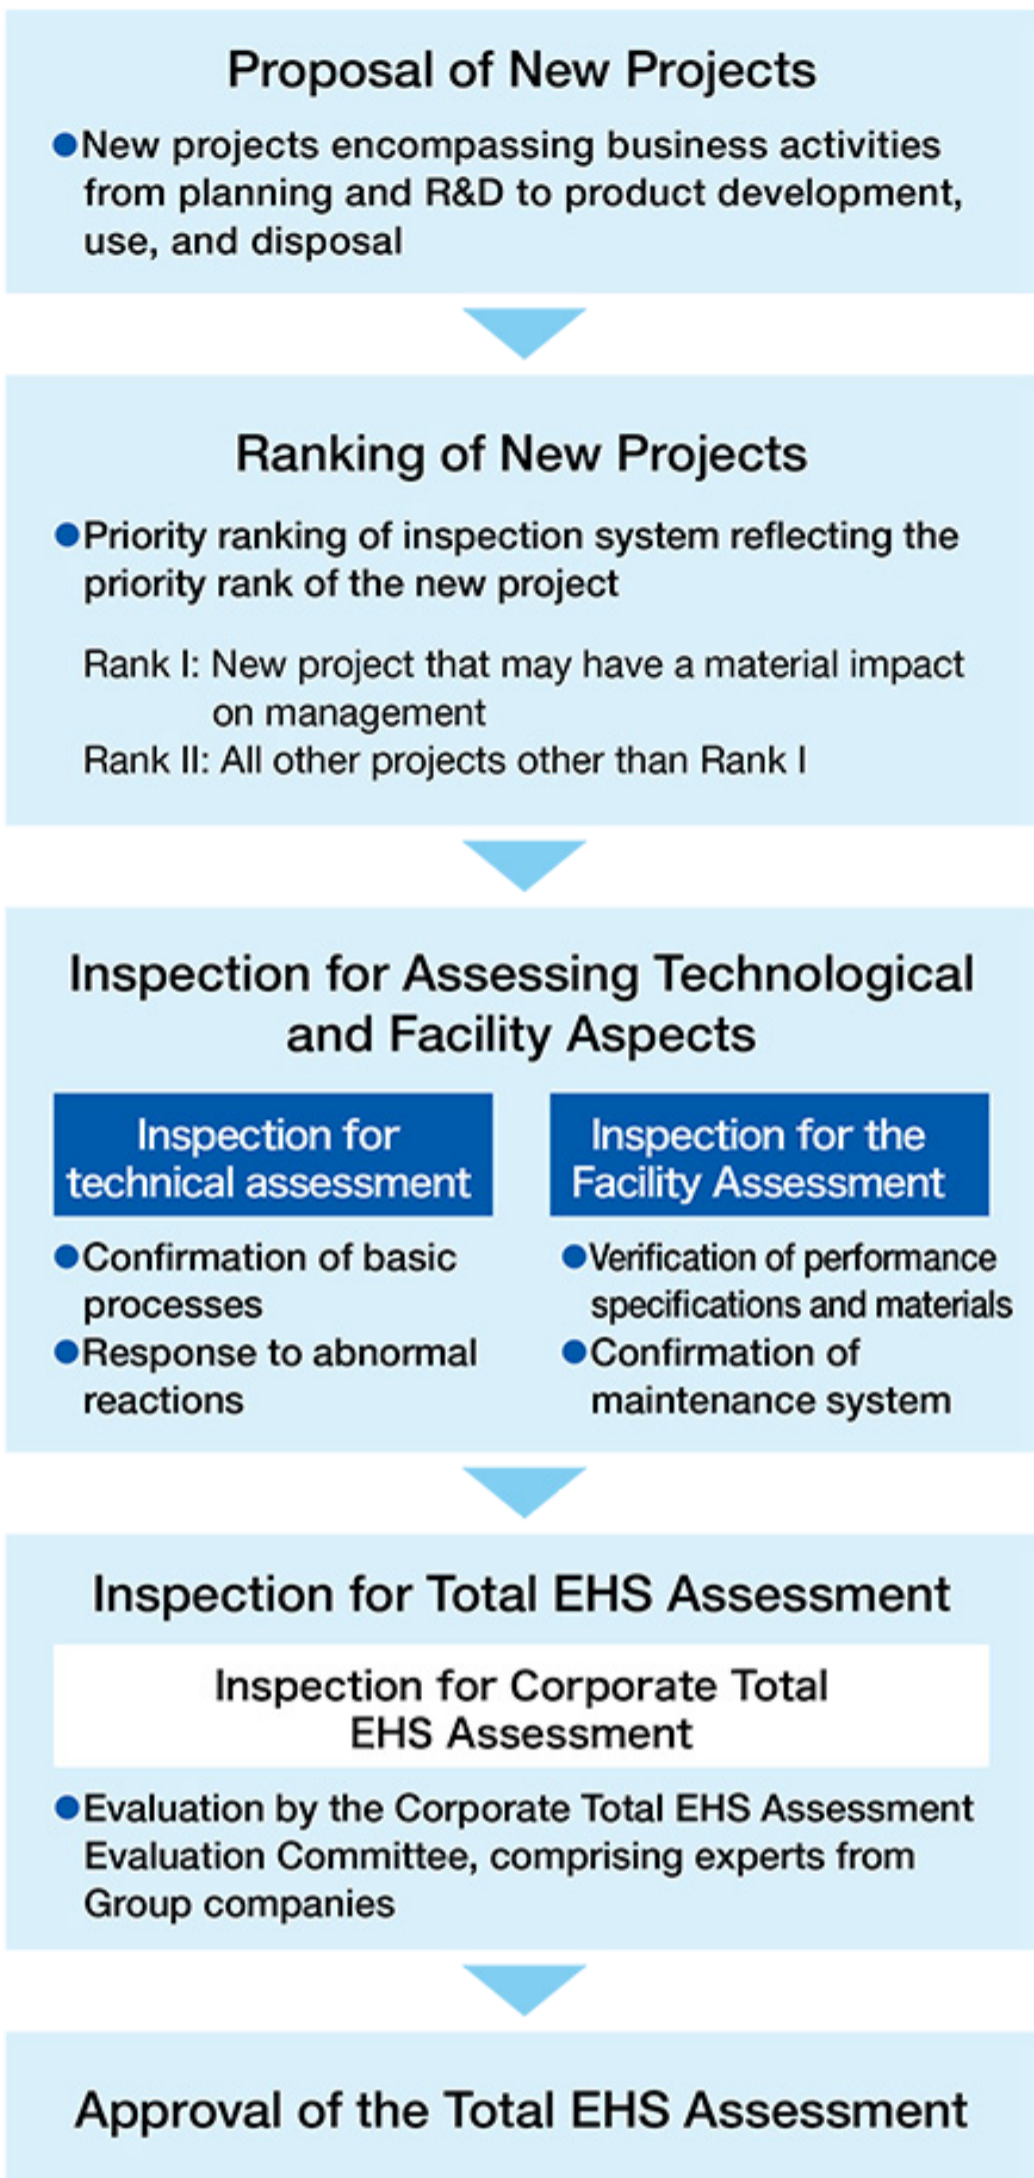 Proposal of New Projects
●New projects encompassing business activities
from planning and R&D to product development,
use, and disposal
Ranking of New Projects
●Priority ranking of inspection system reflecting the
priority rank of the new project
Rank I: New project that may have a material impact
on management
Rank II: All other projects other than Rank I
Inspection for Assessing Technological
and Facility Aspects
Inspection for
technical assessment
●Confirmation of basic
processes
●Response to abnormal
reactions
Inspection for the
Facility Assessment
●Verification of performance
specifications and materials
●Confirmation of
maintenance system
Inspection for Total EHS Assessment
Inspection for Corporate Total
EHS Assessment
●Evaluation by the Corporate Total EHS Assessment
Evaluation Committee, comprising experts from
Group companies
Approval of the Total EHS Assessment